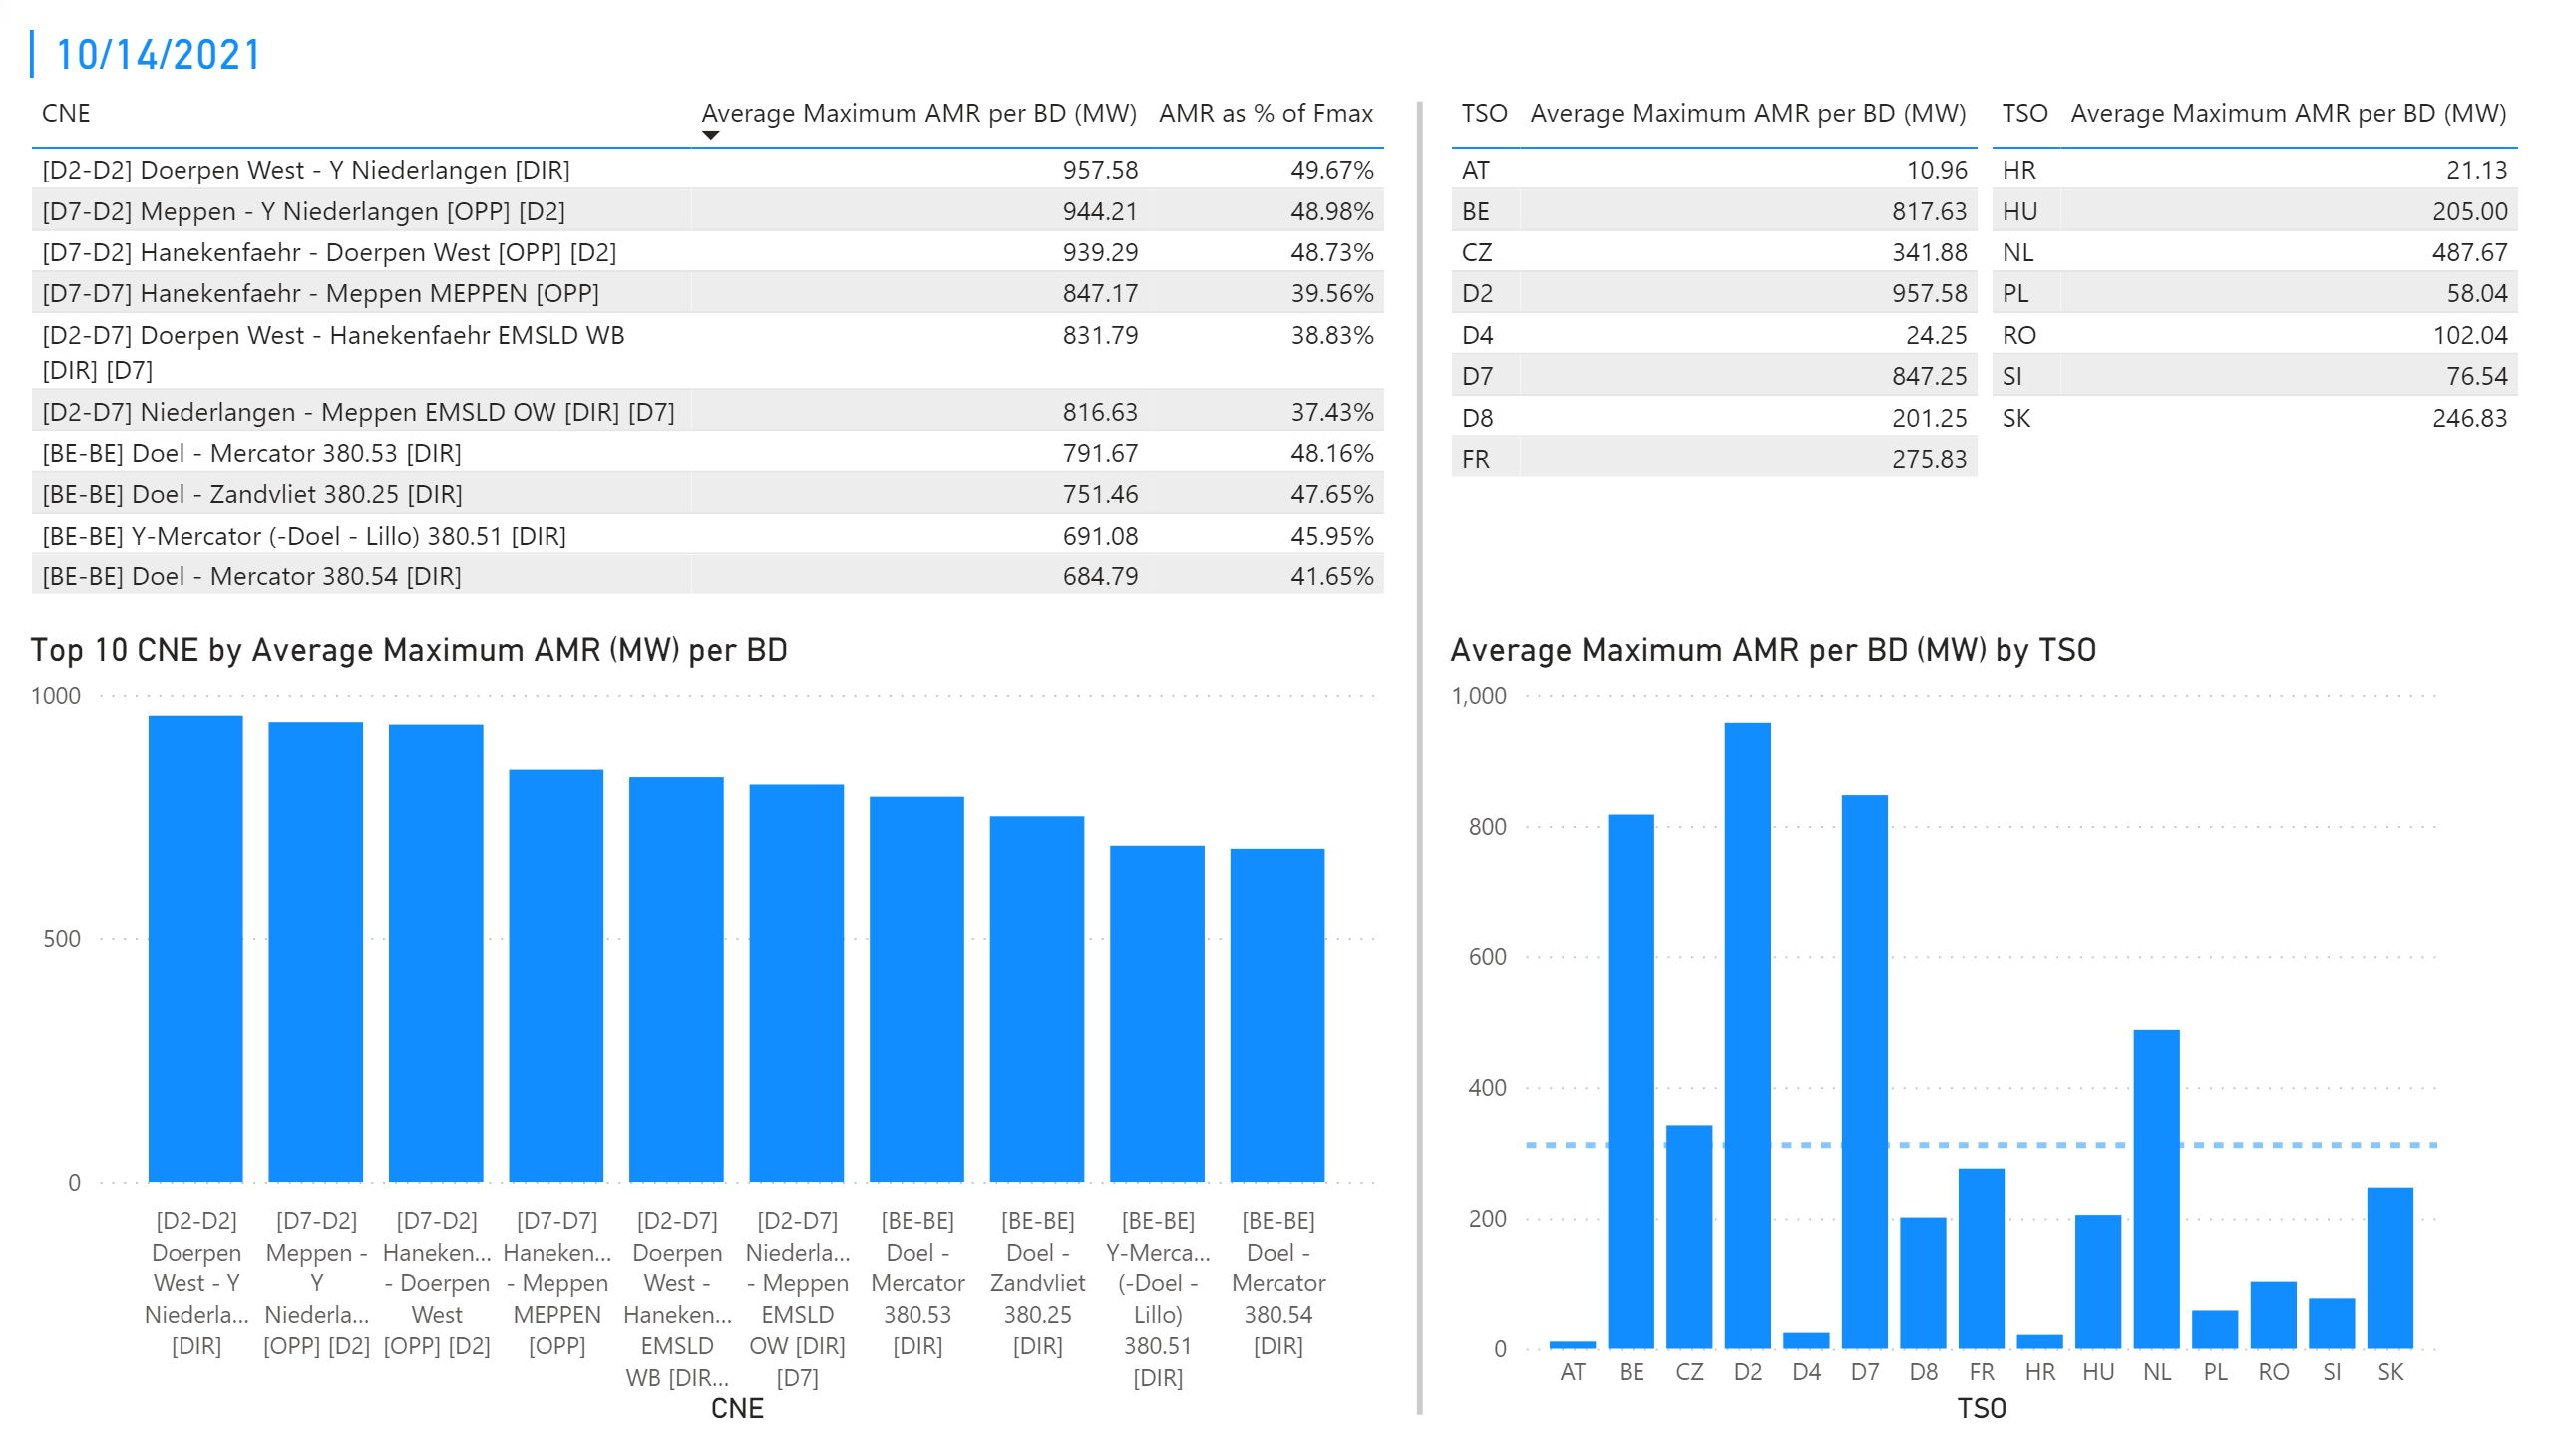 10/14/2021
CNE Average Maximum AMR per BD (MW) AMR as % of Fmax
[D2-D2] Doerpen West - Y Niederlangen [DIR] 957.58 49.67%
[D7-D2] Meppen - Y Niederlangen [OPP] [D2] 944.21 48.98%
[D7-D2] Hanekenfaehr - Doerpen West [OPP] [D2] 939.29 48.73%
[D7-D7] Hanekenfaehr - Meppen MEPPEN [OPP] 847.17 39.56%
[D2-D7] Doerpen West - Hanekenfaehr EMSLD WB 831.79 38.83%
[DIR] [D7]
[D2-D7] Niederlangen - Meppen EMSLD OW [DIR] [D7] 816.63 37.43%
[BE-BE] Doel - Mercator 380.53 [DIR] 791.67 48.16%
[BE-BE] Doel - Zandvliet 380.25 [DIR] 751.46 47.65%
[BE-BE] Y-Mercator (-Doel - Lillo) 380.51 [DIR] 691.08 45.95%
[BE-BE] Doel - Mercator 380.54 [DIR] 684.79 41.65%
TSO Average Maximum AMR per BD (MW)
AT 10.96
BE 817.63
CZ 341.88
D2 957.58
D4 24.25
D7 847.25
D8 201.25
FR 275.83
TSO Average Maximum AMR per BD (MW)
HR 21.13
HU 205.00
NL 487.67
PL 58.04
RO 102.04
SI 76.54
SK 246.83
Top 10 CNE by Average Maximum AMR (MW) per BD
1000
500
0
[D2-D2] [D7-D2] [D7-D2] [D7-D7] [D2-D7] [D2-D7] [BE-BE] [BE-BE] [BE-BE] [BE-BE]
Doerpen Meppen - Haneken... Haneken... Doerpen Niederla... Doel - Doel - Y-Merca... Doel -
West - Y Y - Doerpen - Meppen West - - Meppen Mercator Zandvliet (-Doel - Mercator
Niederla... Niederla... West MEPPEN Haneken... EMSLD 380.53 380.25 Lillo) 380.54
[DIR] [OPP] [D2] [OPP] [D2] [OPP] EMSLD OW [DIR] [DIR] [DIR] 380.51 [DIR]
WB [DIR... [D7] [DIR]
CNE
Average Maximum AMR per BD (MW) by TSO
1,000
800
600
400
200
0
AT BE CZ D2 D4 D7 D8 FR HR HU NL PL RO SI SK
TSO